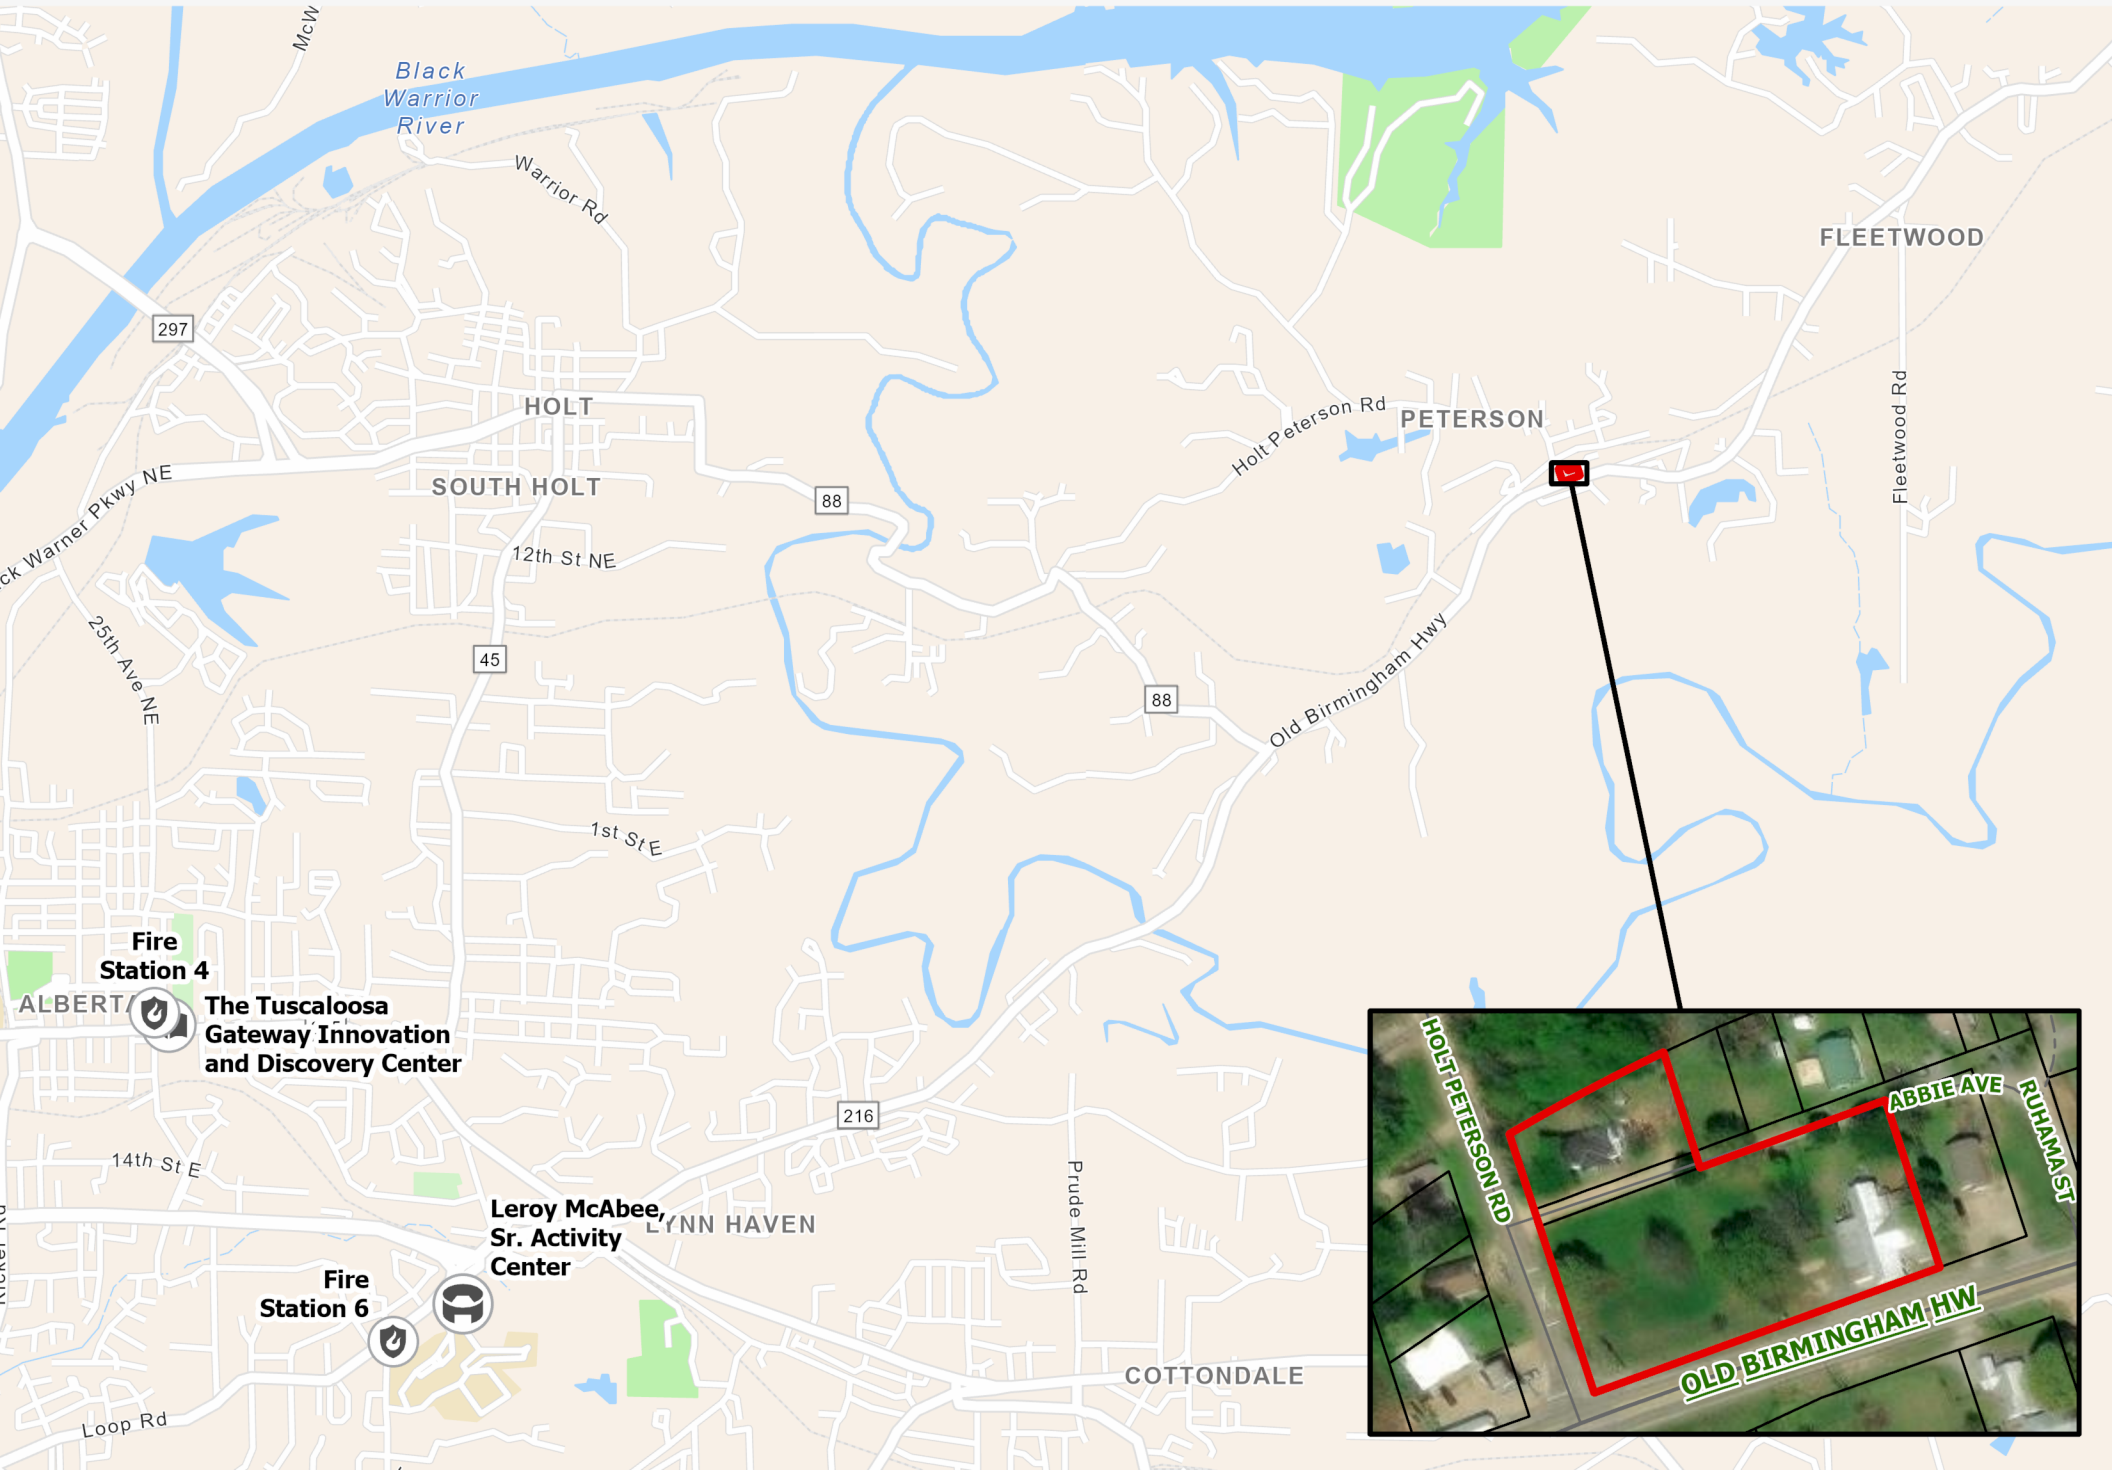 McW
Black
Warrior
River
Warrior Rd
FLEETWOOD
297
HOLT
Holt Peterson Rd
PETERSON
Fleetwood Rd
SOUTH HOLT
88
ck Warner Pkwy NE
12th St NE
25th Ave NE
45
88
Old Birmingham Hwy
1st St E
Fire
Station 4
ALBERTA
The Tuscaloosa
Gateway Innovation
and Discovery Center
216
14th St E
Prude Mill Rd
Leroy McAbee,
Sr. Activity
Center
LYNN HAVEN
Fire
Station 6
COTTONDALE
Loop Rd
HOLT PETERSON RD
ABBIE AVE
RUHAMA ST
OLD BIRMINGHAM HW